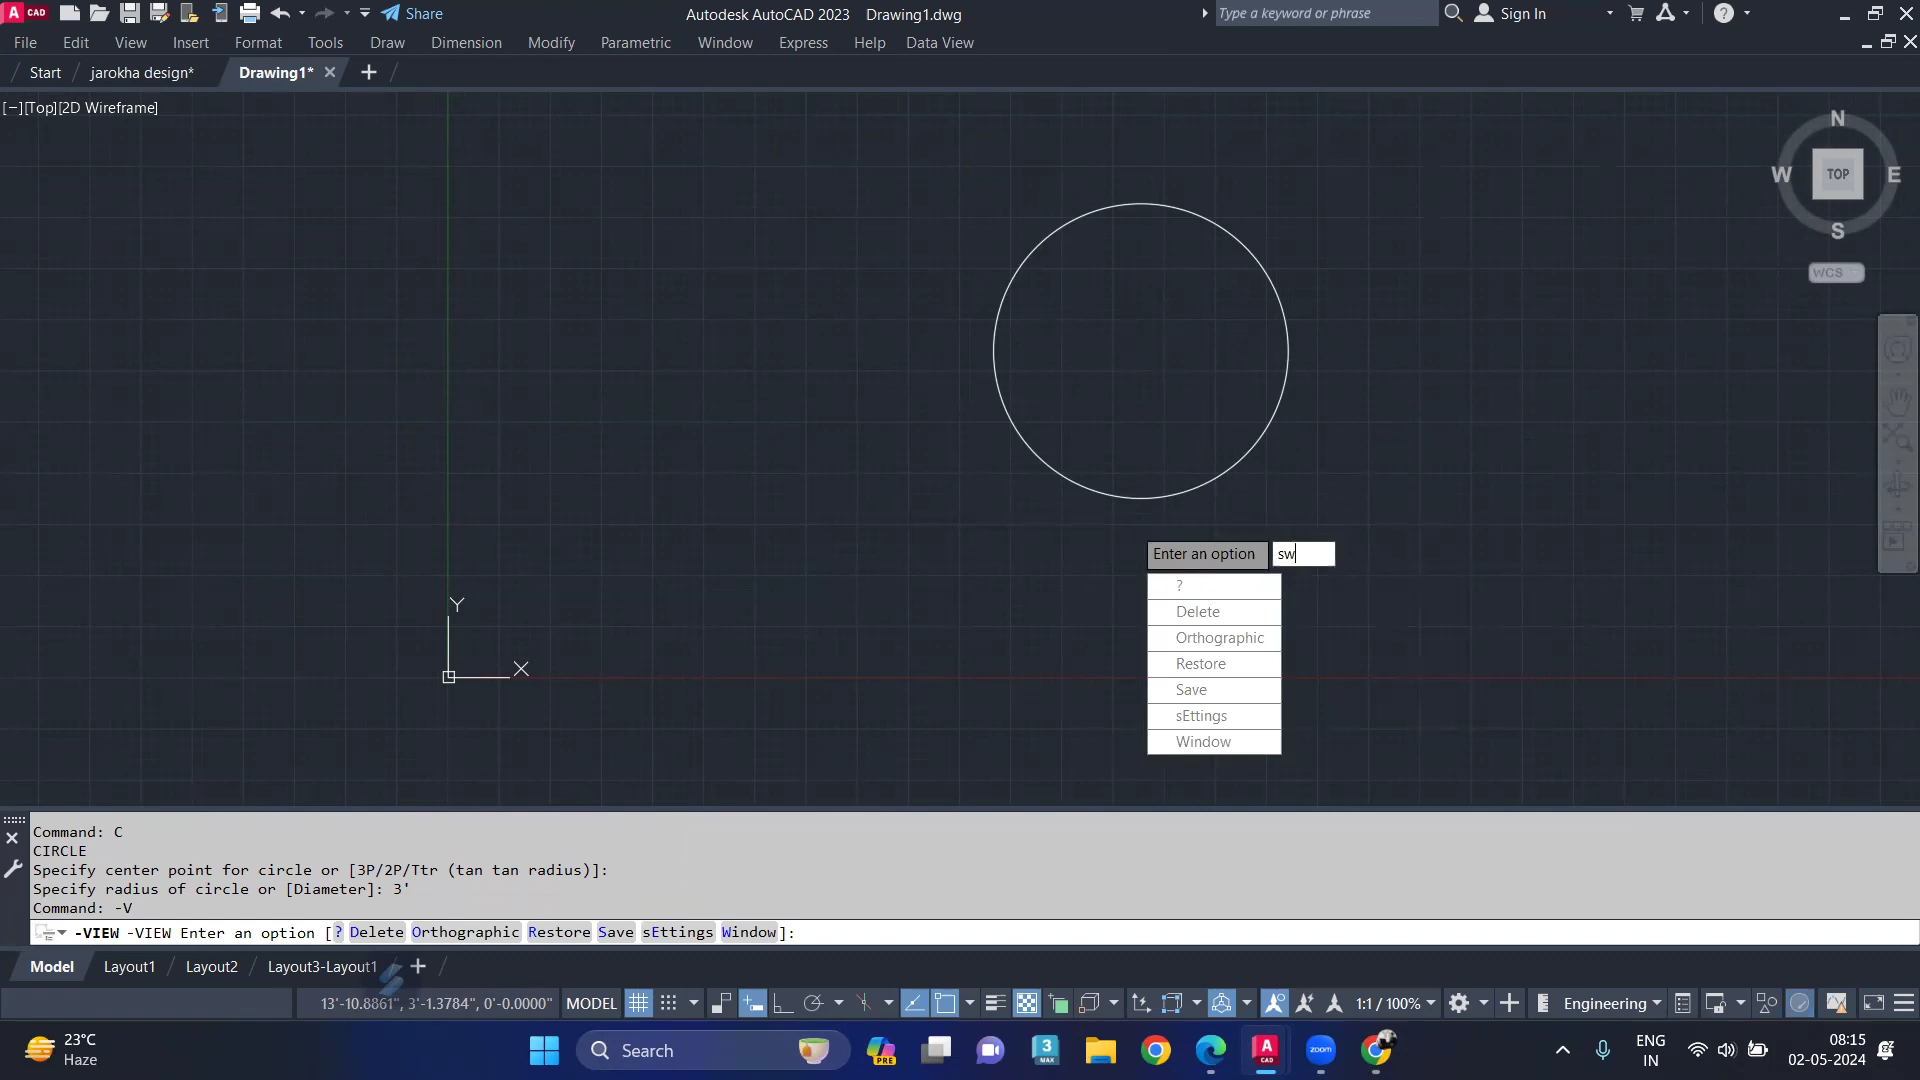 A CAD
Share
Autodesk AutoCAD 2023 Drawing1.dwg
Type a keyword or phrase
Sign In
File Edit View Insert Format Tools Draw Dimension Modify Parametric Window Express Help Data View
Start jarokha design* Drawing1*
[−][Top][2D Wireframe]
N
W TOP E
S
WCS
Enter an option sw
?
Delete
Orthographic
Restore
Save
sEttings
Window
Y
X
Command: C
CIRCLE
Specify center point for circle or [3P/2P/Ttr (tan tan radius)]:
Specify radius of circle or [Diameter]: 3'
Command: -V
-VIEW -VIEW Enter an option [? Delete Orthographic Restore Save sEttings Window]:
Model Layout1 Layout2 Layout3-Layout1
13'-10.8861", 3'-1.3784", 0'-0.0000" MODEL 1:1 / 100% Engineering
23°C
Haze
Search
PRE
3
MAX
A
CAD
zoom
ENG
IN
08:15
02-05-2024